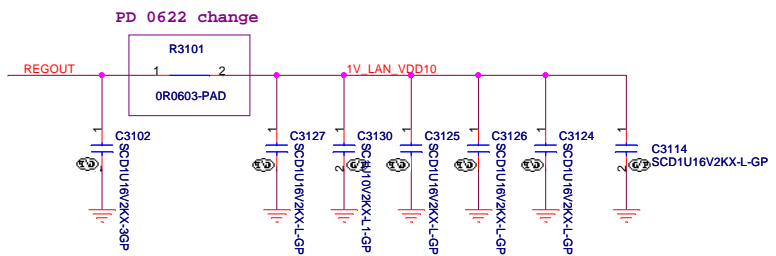 PD 0622 change
R3101
REGOUT
1
2
1V_LAN_VDD10
0R0603-PAD
1
C3102
SCD1U16V2KX-3GP
1
C3127
SCD1U16V2KX-L-GP
1
C3130
2
1
C3125
SCD1U16V2KX-L-GP
1
C3126
SCD1U16V2KX-L-GP
1
C3124
SCD1U16V2KX-L-GP
1
C3114
SCD1U16V2KX-L-GP
2